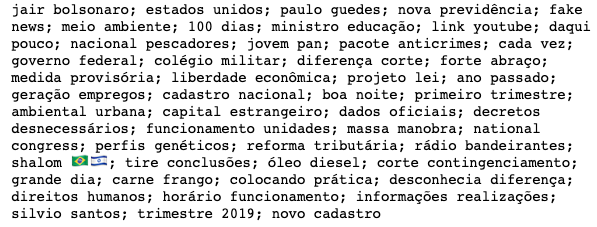 jair bolsonaro; estados unidos; paulo guedes; nova previdência; fake
news; meio ambiente; 100 dias; ministro educação; link youtube; daqui
pouco; nacional pescadores; jovem pan; pacote anticrimes; cada vez;
governo federal; colégio militar; diferença corte; forte abraço;
medida provisória; liberdade econômica; projeto lei; ano passado;
geração empregos; cadastro nacional; boa noite; primeiro trimestre;
ambiental urbana; capital estrangeiro; dados oficiais; decretos
desnecessários; funcionamento unidades; massa manobra; national
congress; perfis genéticos; reforma tributária; rádio bandeirantes;
shalom 🇧🇷🇮🇱; tire conclusões; óleo diesel; corte contingenciamento;
grande dia; carne frango; colocando prática; desconhecia diferença;
direitos humanos; horário funcionamento; informações realizações;
silvio santos; trimestre 2019; novo cadastro